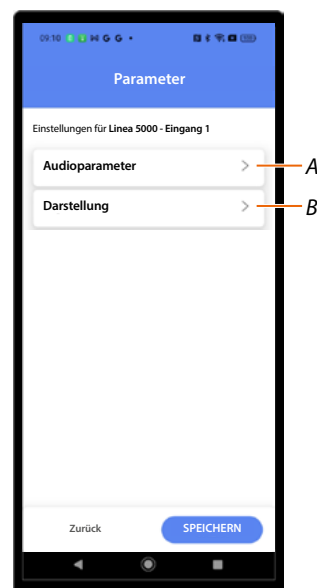 09:10 G G •
Parameter
Einstellungen für Linea 5000 - Eingang 1
Audioparameter
A
Darstellung
B
Zurück
SPEICHERN